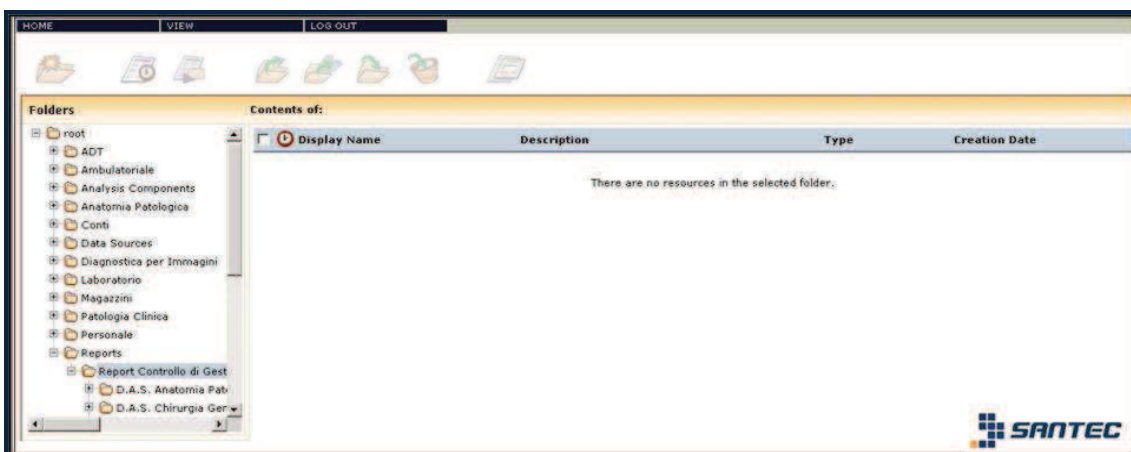 HOME VIEW LOG OUT
Folders Contents of:
Display Name Description Type Creation Date
There are no resources in the selected folder.
root
ADT
Ambulatoriale
Analysis Components
Anatomia Patologica
Conti
Data Sources
Diagnostica per Immagini
Laboratorio
Magazzini
Patologia Clinica
Personale
Reports
Report Controllo di Gest
D.A.S. Anatomia Pat
D.A.S. Chirurgia Ger
SANTEC